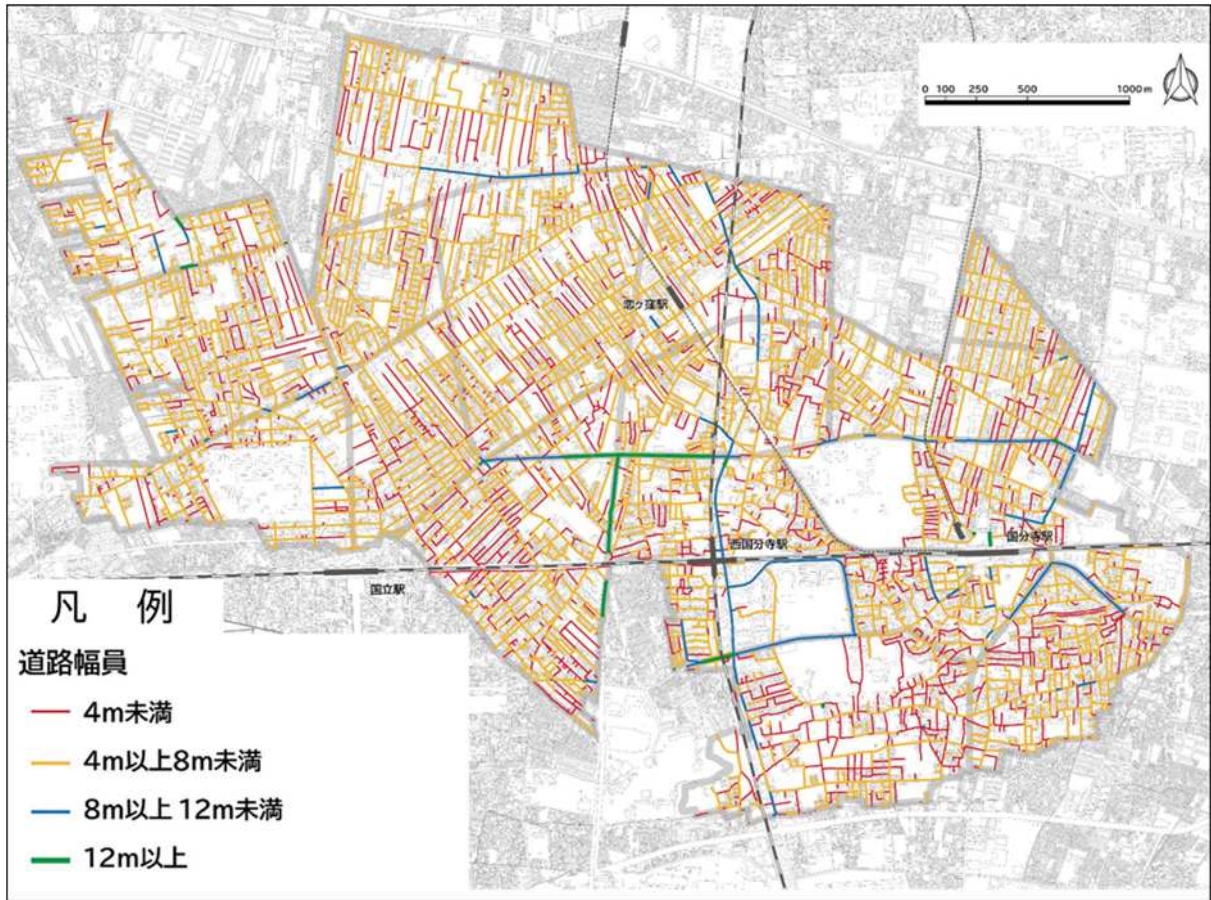 0 100 250 500 1000m
恋ヶ窪駅
西国分寺駅
国分寺駅
国立駅
凡 例
道路幅員
4m未満
4m以上8m未満
8m以上 12m未満
12m以上